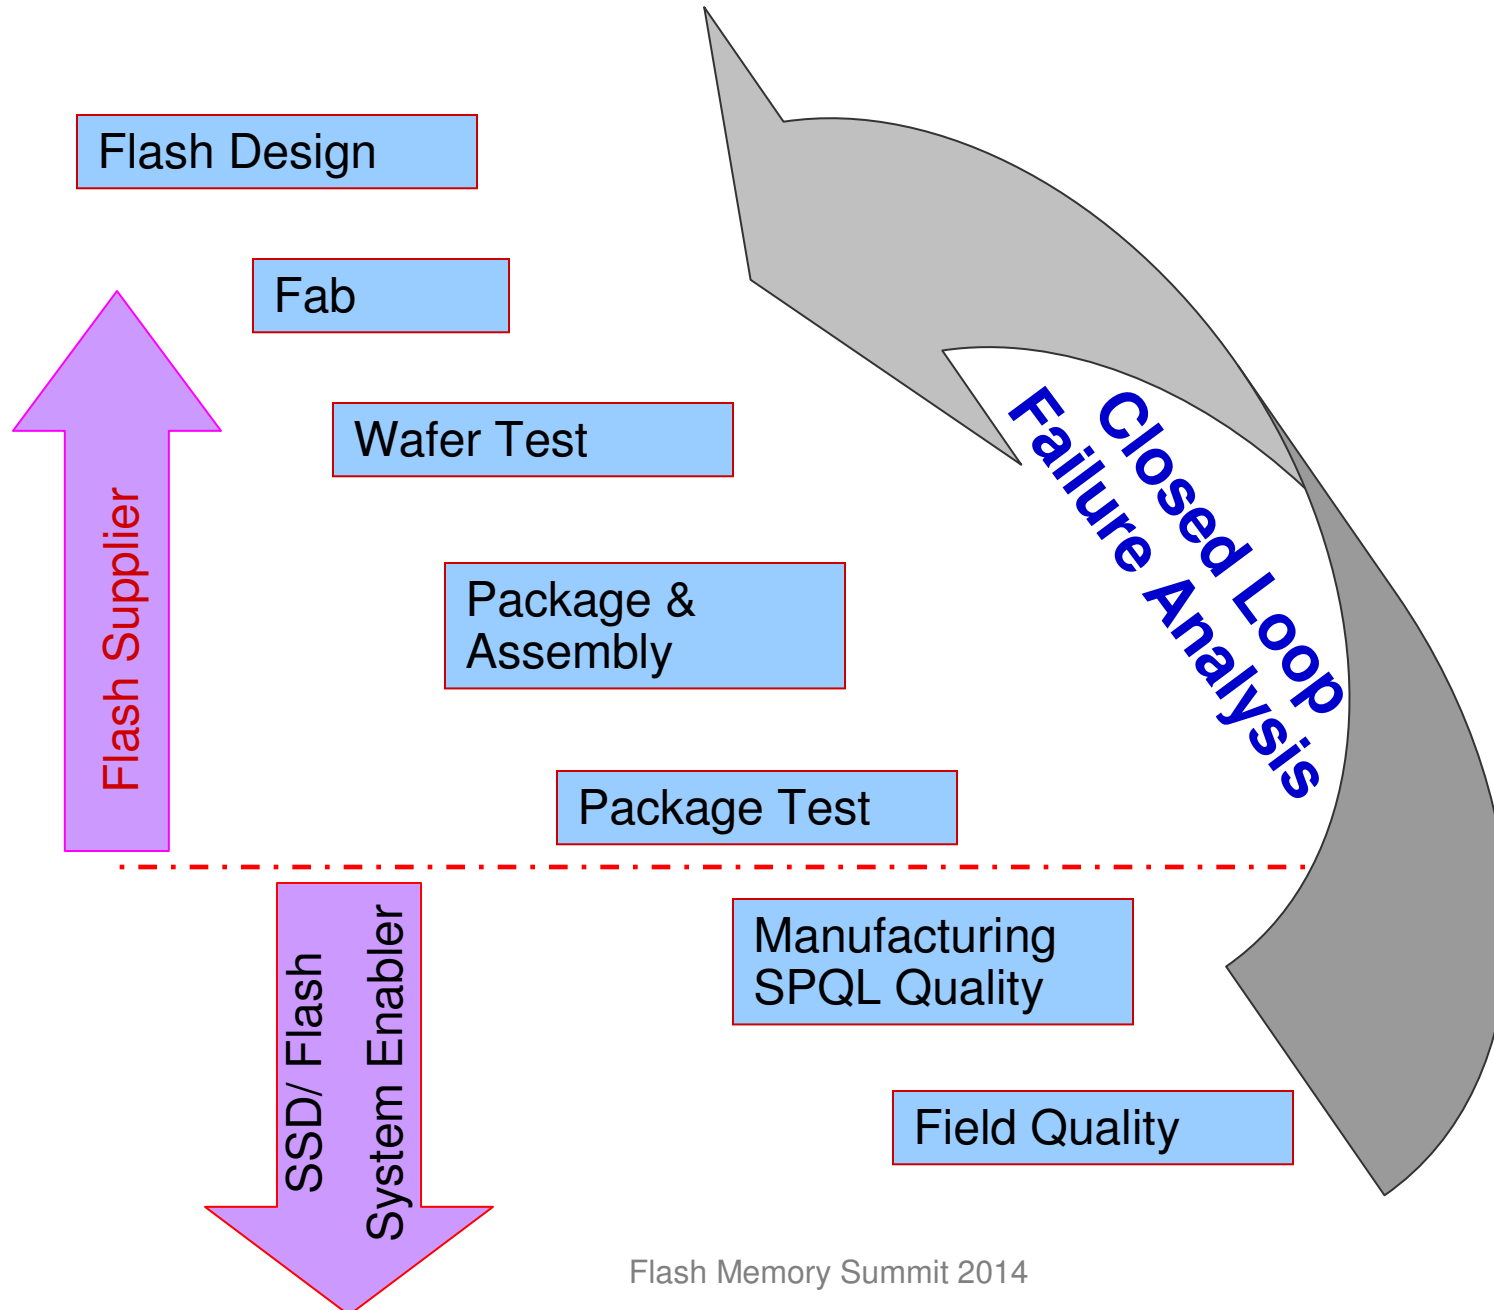 Flash Design
Fab
Wafer Test
Package &
Assembly
Package Test
Manufacturing
SPQL Quality
Field Quality
Flash Supplier
SSD/ Flash
System Enabler
Closed Loop
Failure Analysis
Flash Memory Summit 2014